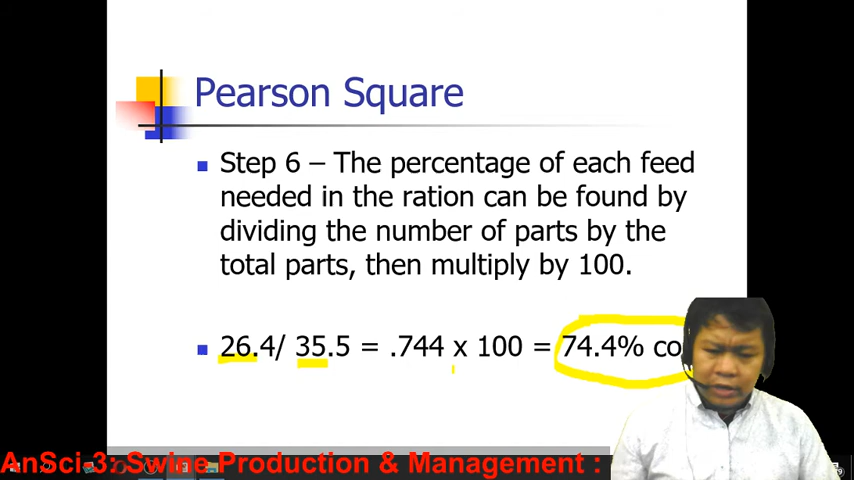 Pearson Square
Step 6 – The percentage of each feed
needed in the ration can be found by
dividing the number of parts by the
total parts, then multiply by 100.
26.4/ 35.5 = .744 x 100 = 74.4% co
AnSci 3: Swine Production & Management :